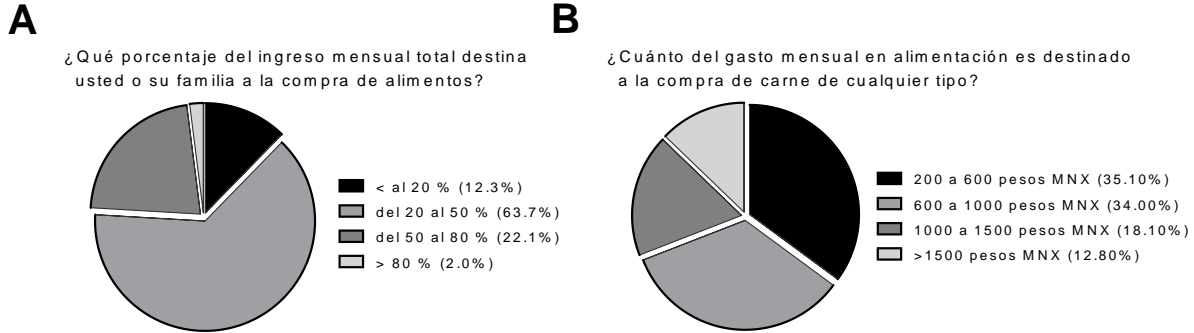 A
¿Qué porcentaje del ingreso mensual total destina
usted o su familia a la compra de alimentos?
< al 20 % (12.3%)
del 20 al 50 % (63.7%)
del 50 al 80 % (22.1%)
> 80 % (2.0%)
B
¿Cuánto del gasto mensual en alimentación es destinado
a la compra de carne de cualquier tipo?
200 a 600 pesos MNX (35.10%)
600 a 1000 pesos MNX (34.00%)
1000 a 1500 pesos MNX (18.10%)
>1500 pesos MNX (12.80%)